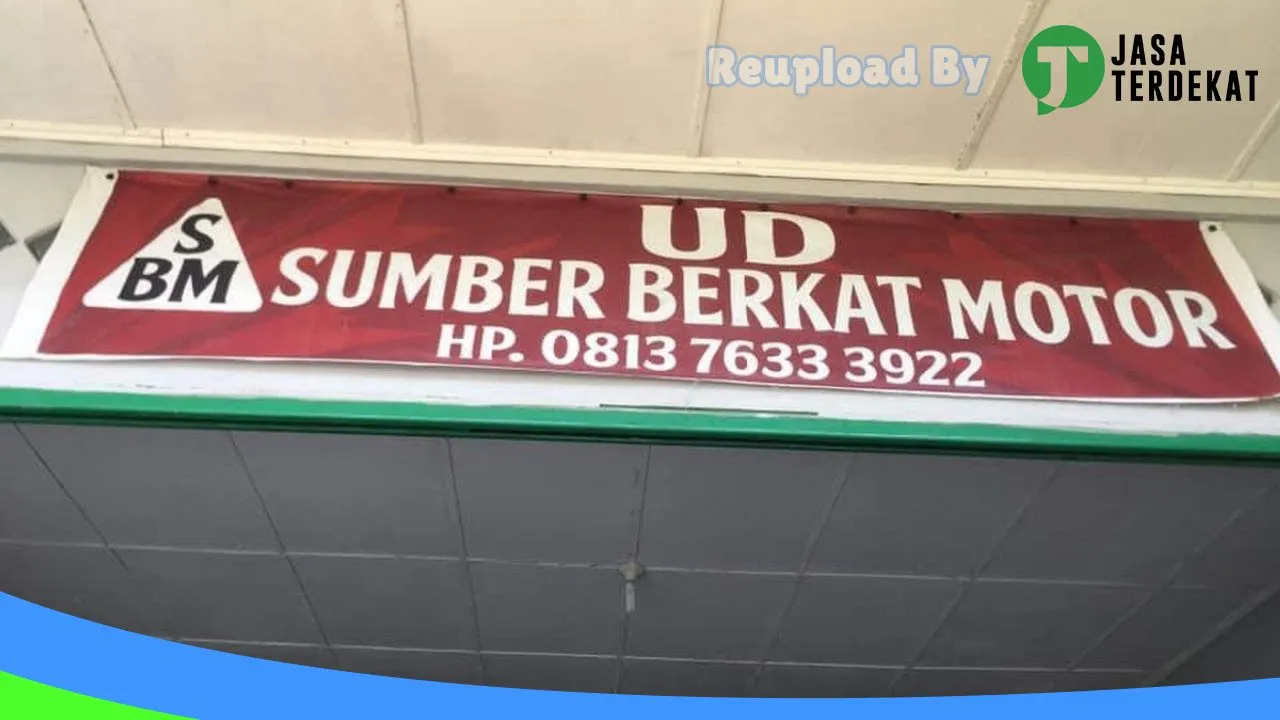 Reupload By
JASA
TERDEKAT
UD
S
BM
SUMBER BERKAT MOTOR
HP. 0813 7633 3922